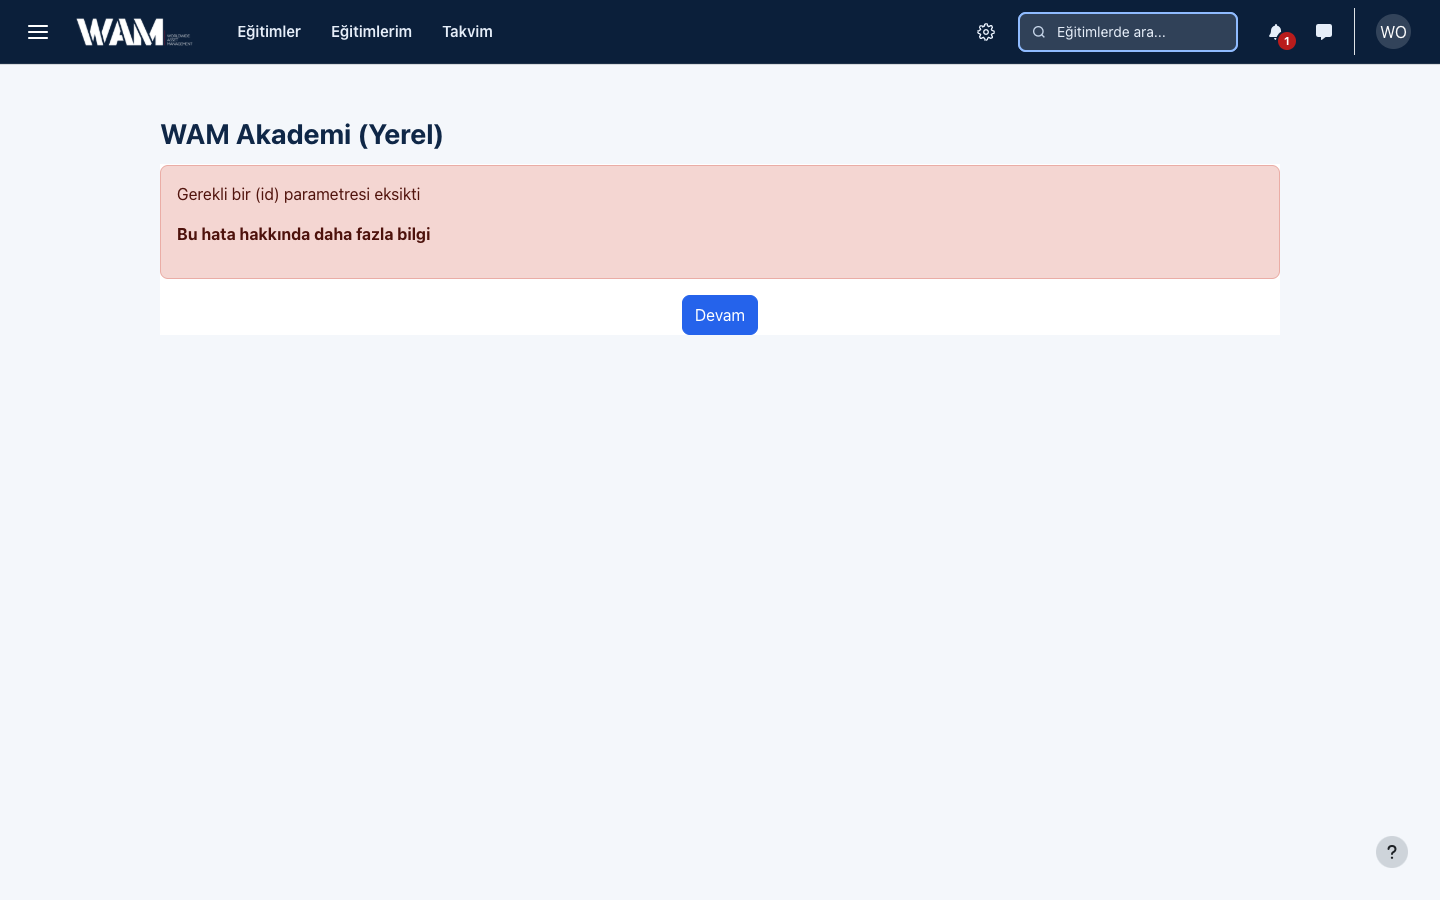 WAM
Eğitimler
Eğitimlerim
Takvim
Eğitimlerde ara...
1
WO
WAM Akademi (Yerel)
Gerekli bir (id) parametresi eksikti
Bu hata hakkında daha fazla bilgi
Devam
?